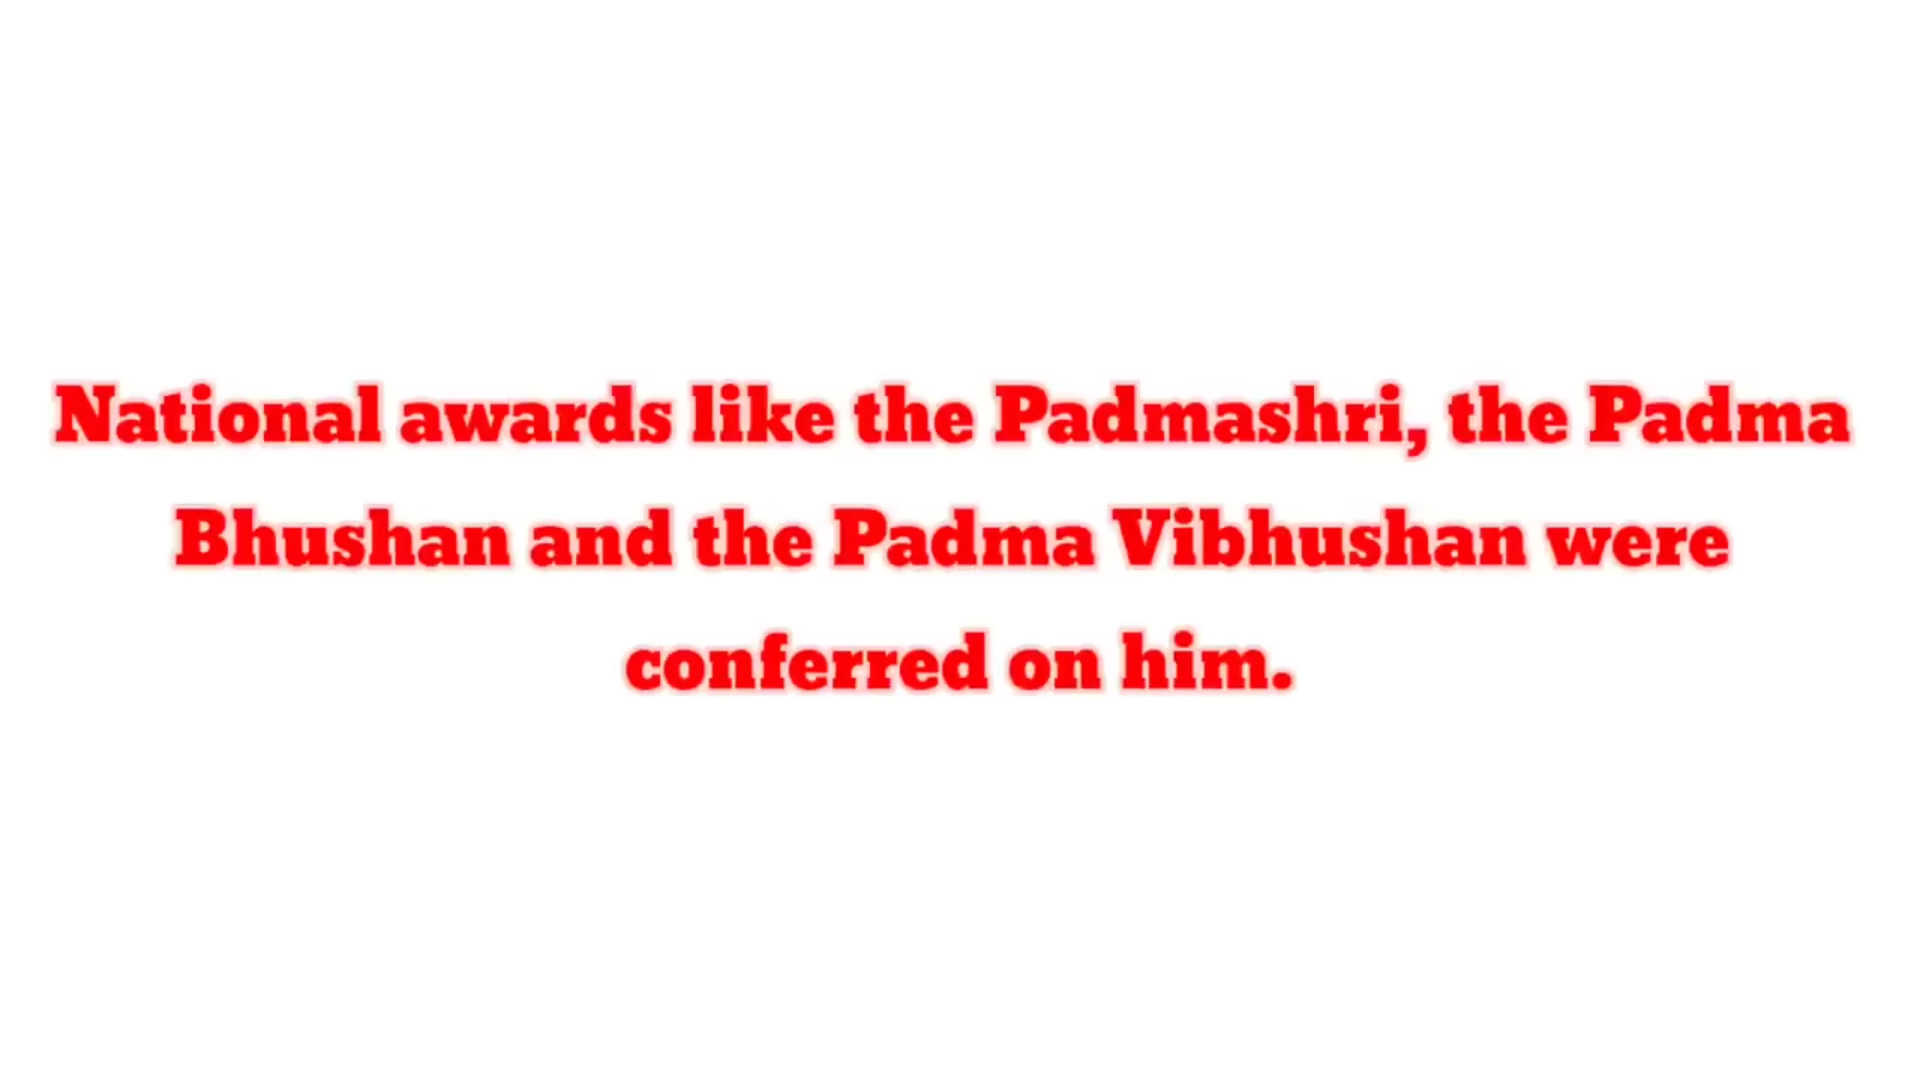 National awards like the Padmashri, the Padma
Bhushan and the Padma Vibhushan were
conferred on him.